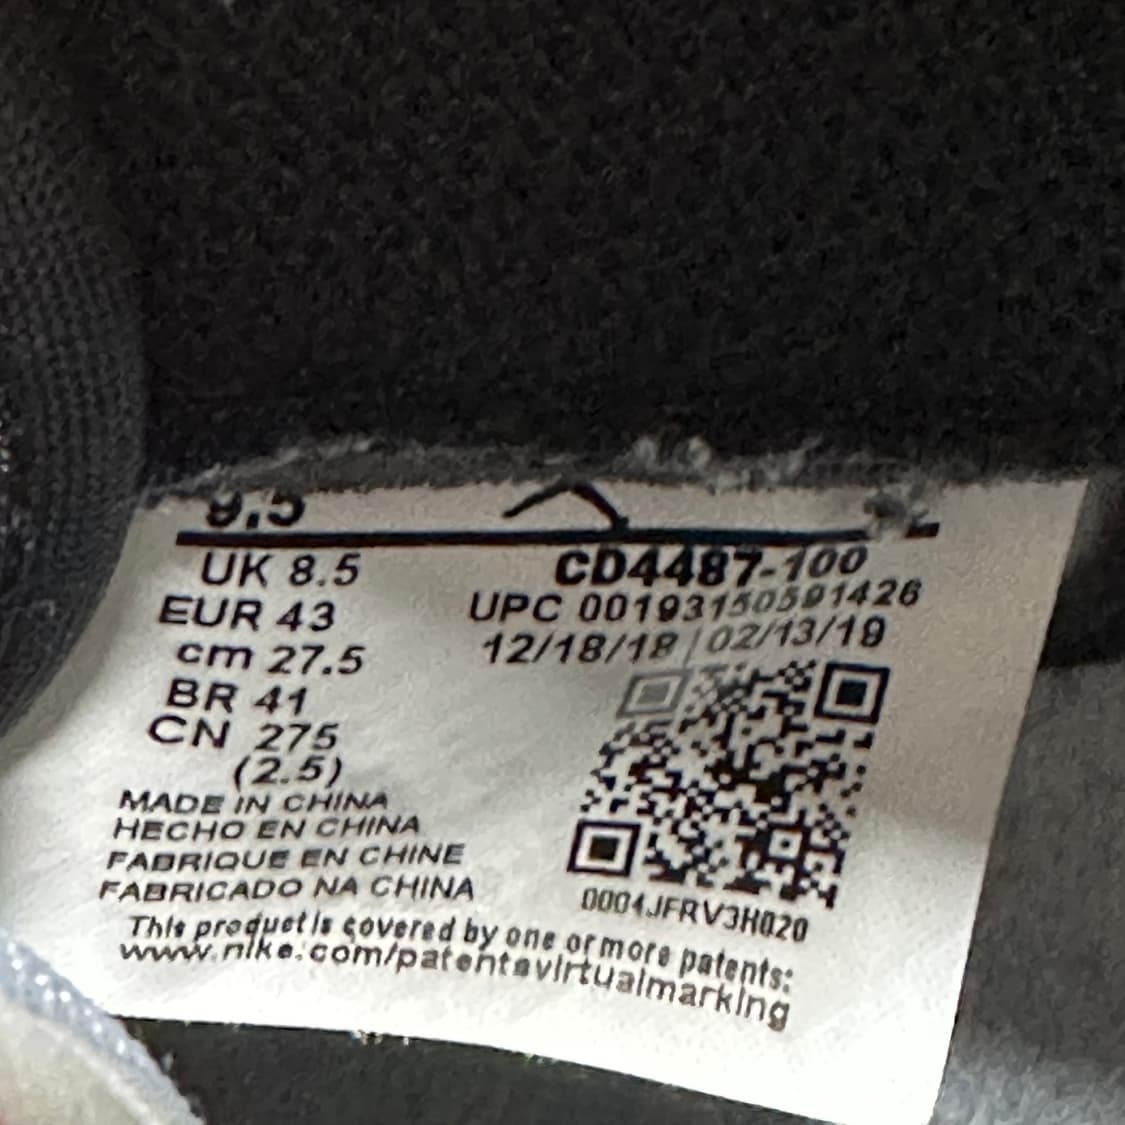 9.5
UK 8.5
EUR 43
cm 27.5
BR 41
CN 275
(2.5)
CD4487-100
UPC 00193150591426
12/18/18 | 02/13/19
MADE IN CHINA
HECHO EN CHINA
FABRIQUE EN CHINE
FABRICADO NA CHINA
0004JFRV3H020
This product is covered by one or more patents:
www.nike.com/patentsvirtualmarking